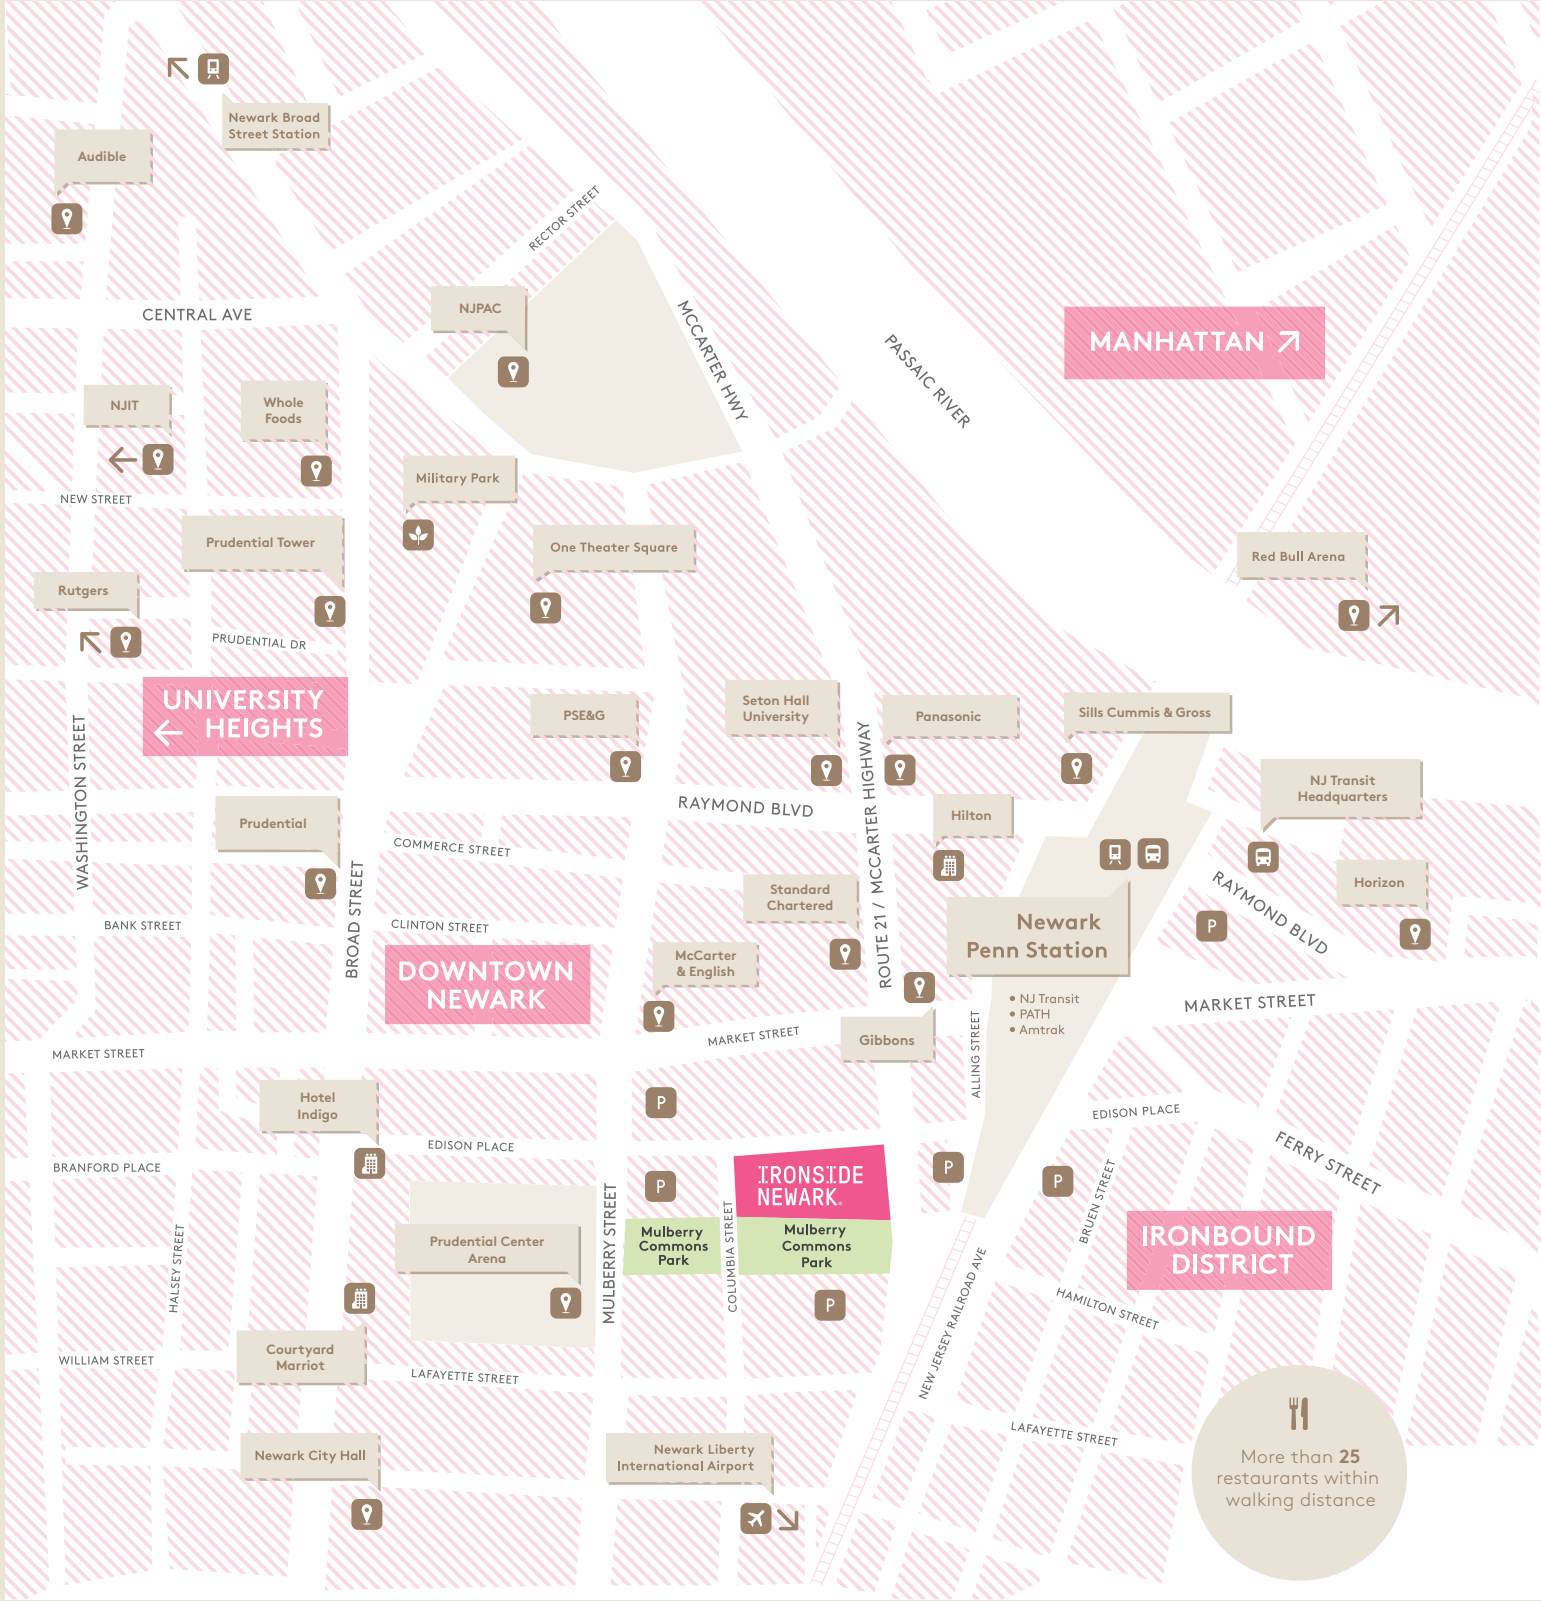 Newark Broad
Street Station
Audible
RECTOR STREET
NJPAC
CENTRAL AVE
MCCARTER HWY
PASSAIC RIVER
MANHATTAN
NJIT
Whole
Foods
Military Park
NEW STREET
Prudential Tower
One Theater Square
Red Bull Arena
Rutgers
PRUDENTIAL DR
UNIVERSITY
HEIGHTS
PSE&G
Seton Hall
University
Panasonic
Sills Cummis & Gross
WASHINGTON STREET
RAYMOND BLVD
ROUTE 21 / MCCARTER HIGHWAY
NJ Transit
Headquarters
Prudential
Hilton
COMMERCE STREET
BROAD STREET
Standard
Chartered
Horizon
RAYMOND BLVD
P
BANK STREET
CLINTON STREET
Newark
Penn Station
DOWNTOWN
NEWARK
McCarter
& English
• NJ Transit
• PATH
• Amtrak
MARKET STREET
MARKET STREET
MARKET STREET
Gibbons
ALLING STREET
Hotel
Indigo
P
EDISON PLACE
EDISON PLACE
BRANFORD PLACE
FERRY STREET
P
IRONSIDE
NEWARK®
P
P
BRUEN STREET
HALSEY STREET
Prudential Center
Arena
MULBERRY STREET
Mulberry
Commons
Park
COLUMBIA STREET
Mulberry
Commons
Park
IRONBOUND
DISTRICT
P
NEW JERSEY RAILROAD AVE
HAMILTON STREET
Courtyard
Marriot
WILLIAM STREET
LAFAYETTE STREET
LAFAYETTE STREET
Newark City Hall
Newark Liberty
International Airport
More than 25
restaurants within
walking distance